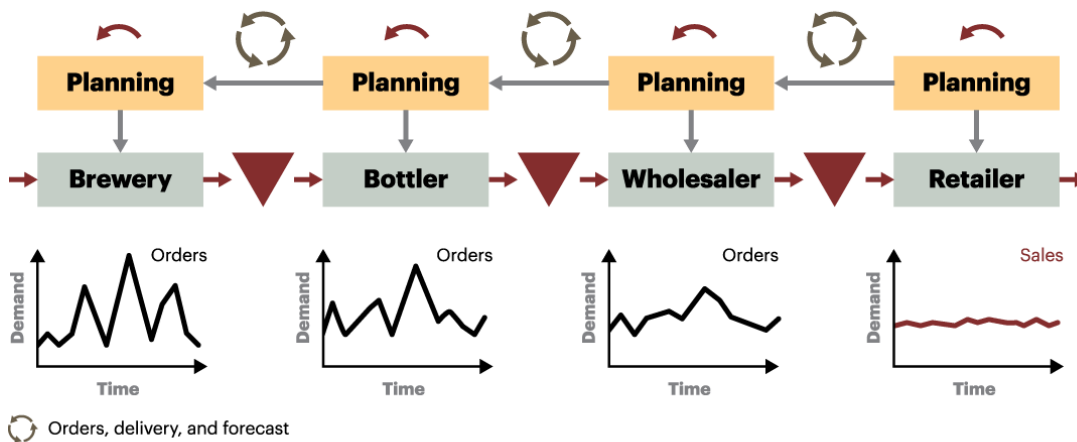 Planning Planning Planning Planning
Brewery Bottler Wholesaler Retailer
Orders Orders Orders Sales
Demand Demand Demand Demand
Time Time Time Time
Orders, delivery, and forecast